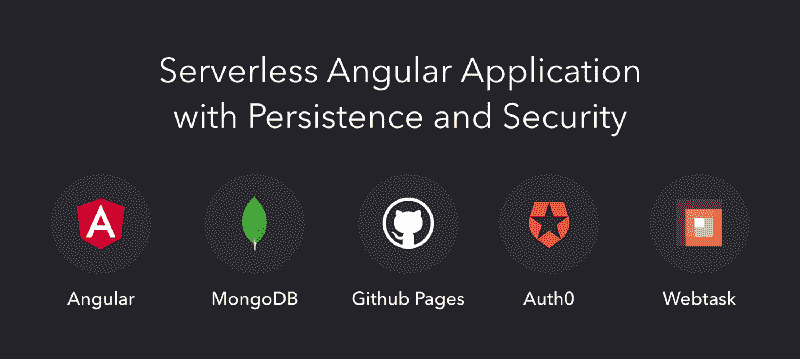 Serverless Angular Application
with Persistence and Security
A
Angular
MongoDB
Github Pages
Auth0
Webtask